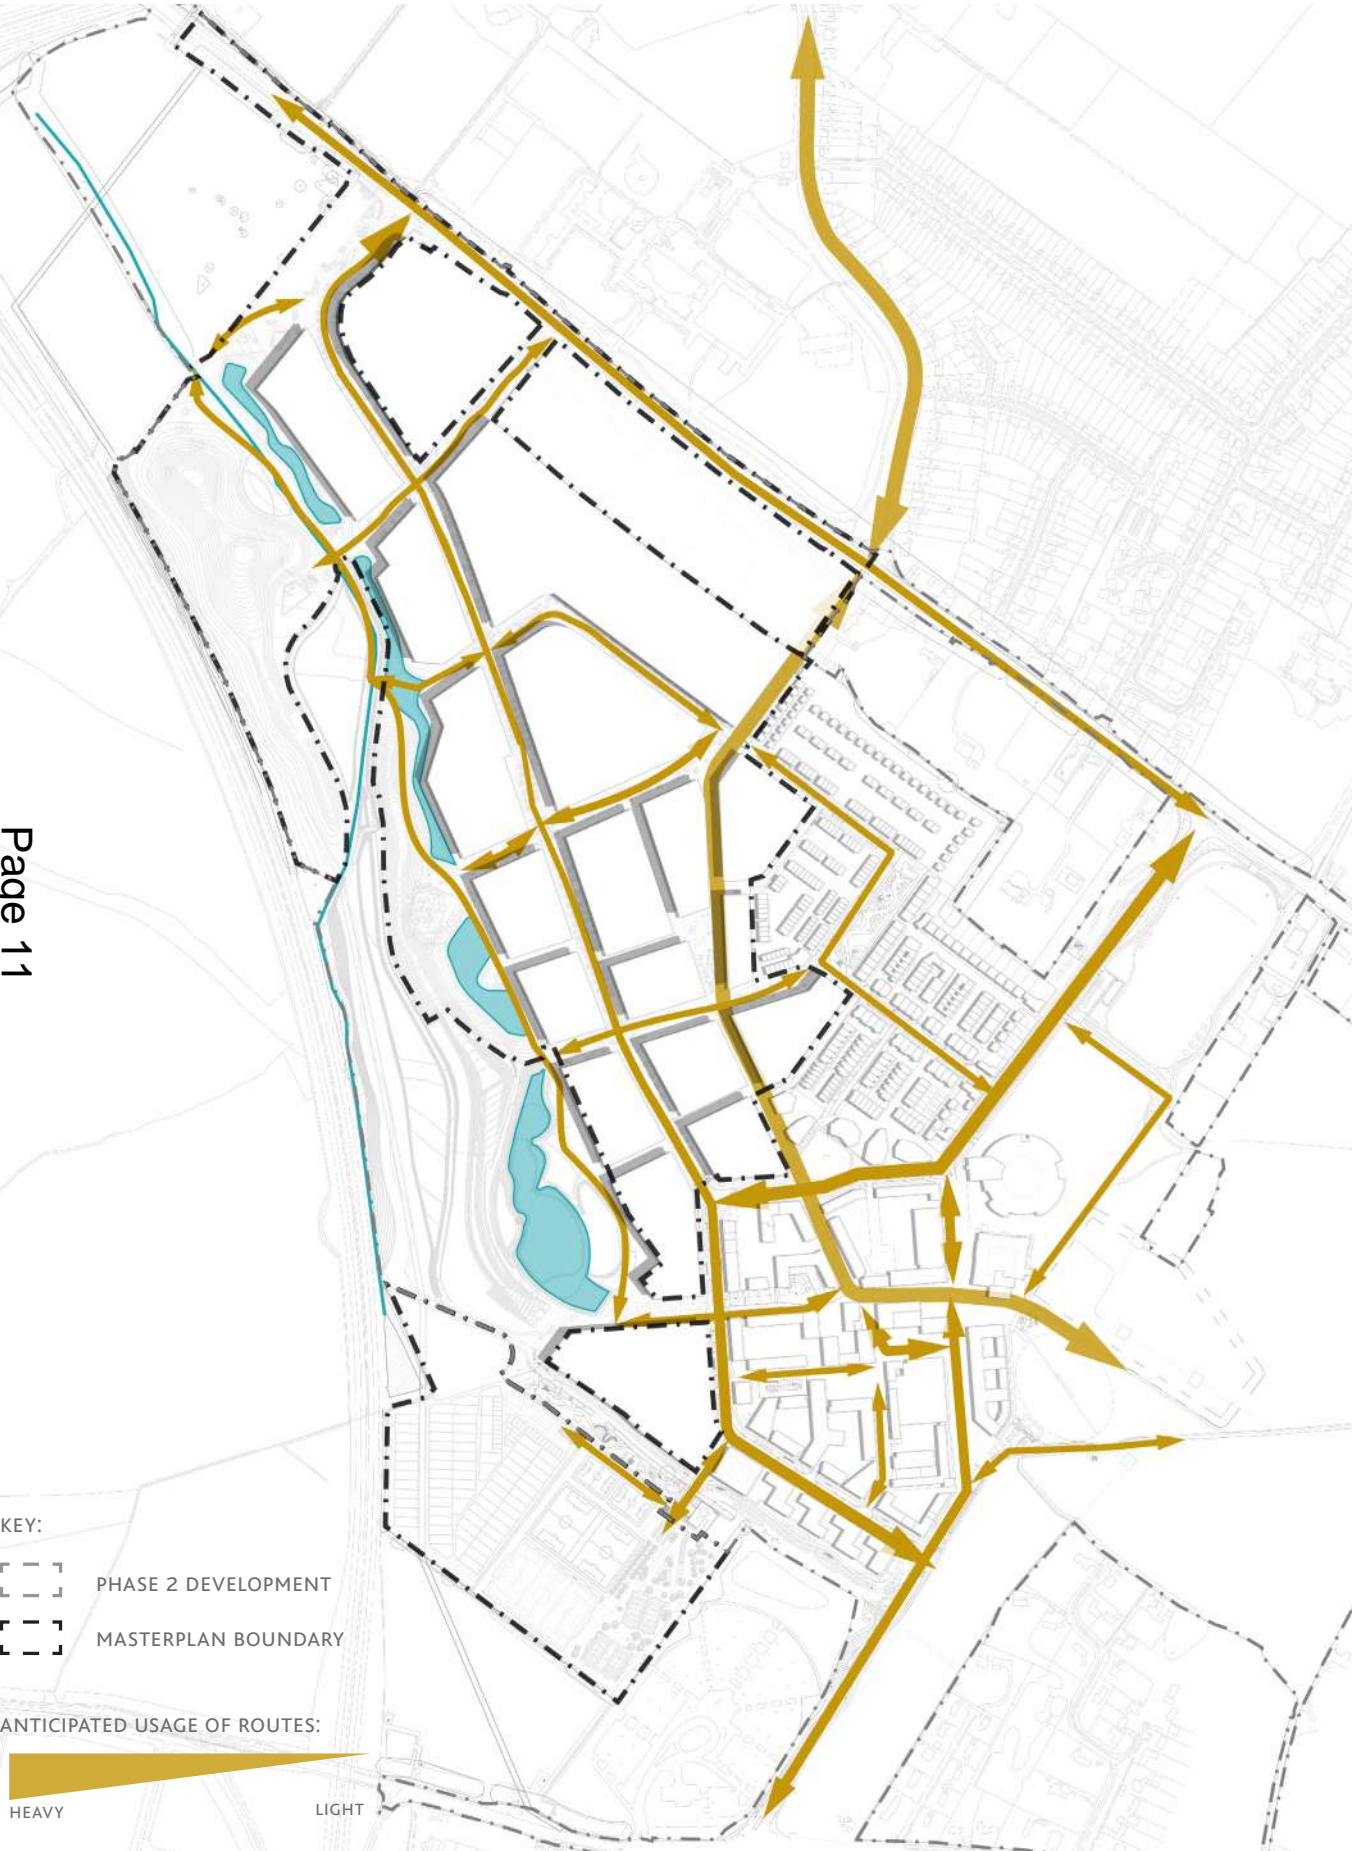 Page 11
KEY:
PHASE 2 DEVELOPMENT
MASTERPLAN BOUNDARY
ANTICIPATED USAGE OF ROUTES:
HEAVY
LIGHT